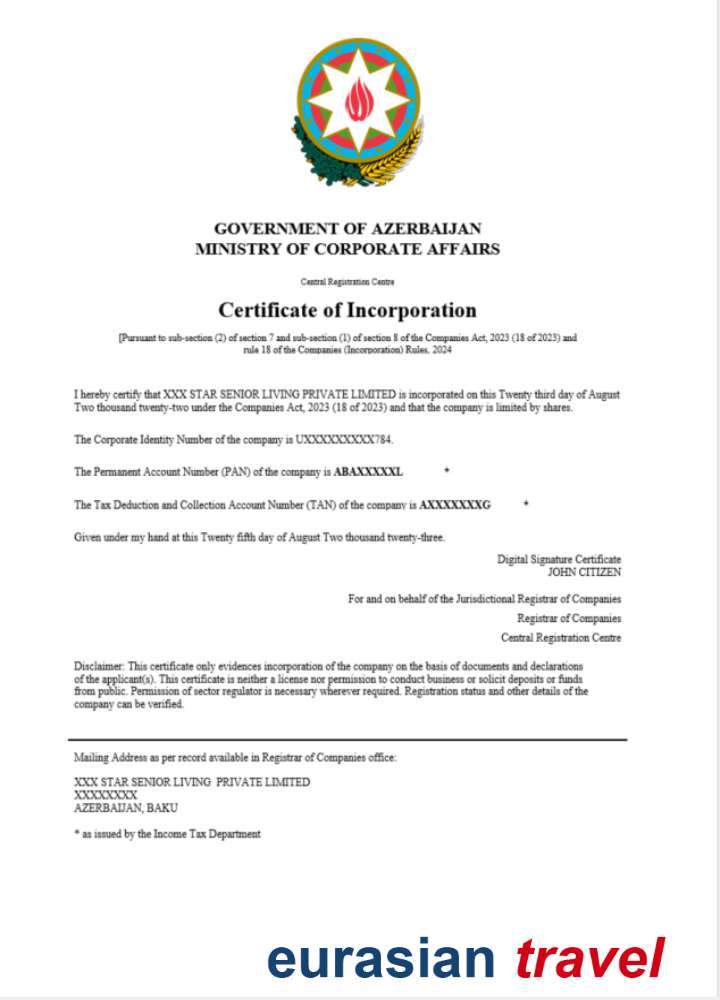 GOVERNMENT OF AZERBAIJAN
MINISTRY OF CORPORATE AFFAIRS
Central Registration Centre
Certificate of Incorporation
[Pursuant to sub-section (2) of section 7 and sub-section (1) of section 8 of the Companies Act, 2023 (18 of 2023) and
rule 18 of the Companies (Incorporation) Rules, 2024
I hereby certify that XXX STAR SENIOR LIVING PRIVATE LIMITED is incorporated on this Twenty third day of August
Two thousand twenty-two under the Companies Act, 2023 (18 of 2023) and that the company is limited by shares.
The Corporate Identity Number of the company is UXXXXXXXXXX784.
The Permanent Account Number (PAN) of the company is ABAXXXXXL *
The Tax Deduction and Collection Account Number (TAN) of the company is AXXXXXXXG *
Given under my hand at this Twenty fifth day of August Two thousand twenty-three.
Digital Signature Certificate
JOHN CITIZEN
For and on behalf of the Jurisdictional Registrar of Companies
Registrar of Companies
Central Registration Centre
Disclaimer: This certificate only evidences incorporation of the company on the basis of documents and declarations
of the applicant(s). This certificate is neither a license nor permission to conduct business or solicit deposits or funds
from public. Permission of sector regulator is necessary wherever required. Registration status and other details of the
company can be verified.
Mailing Address as per record available in Registrar of Companies office:
XXX STAR SENIOR LIVING PRIVATE LIMITED
XXXXXXXX
AZERBAIJAN, BAKU
* as issued by the Income Tax Department
eurasian travel